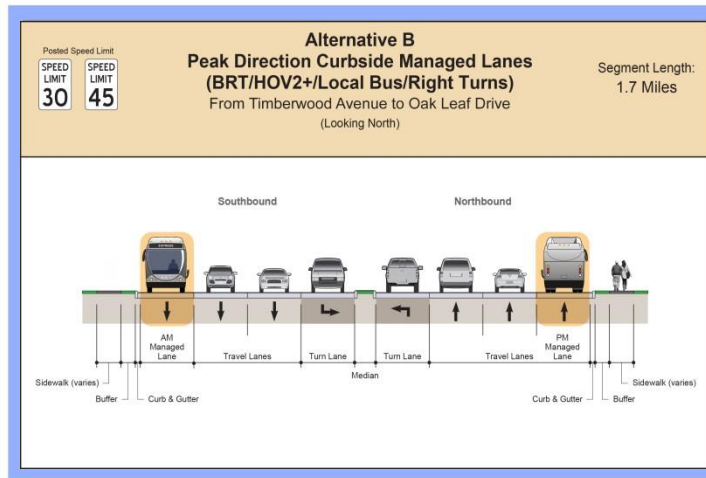 Posted Speed Limit
SPEED
LIMIT
30
SPEED
LIMIT
45
Alternative B
Peak Direction Curbside Managed Lanes
(BRT/HOV2+/Local Bus/Right Turns)
From Timberwood Avenue to Oak Leaf Drive
(Looking North)
Segment Length:
1.7 Miles
Southbound
Northbound
AM
Managed
Lane
Travel Lanes
Turn Lane
Median
Turn Lane
Travel Lanes
PM
Managed
Lane
Sidewalk (varies)
Buffer
Curb & Gutter
Curb & Gutter
Buffer
Sidewalk (varies)